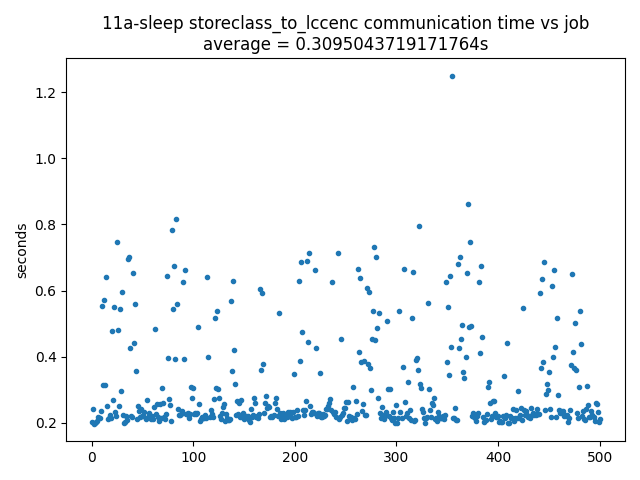 11a-sleep storeclass_to_lccenc communication time vs job
average = 0.3095043719171764s
seconds
1.2
1.0
0.8
0.6
0.4
0.2
0 100 200 300 400 500